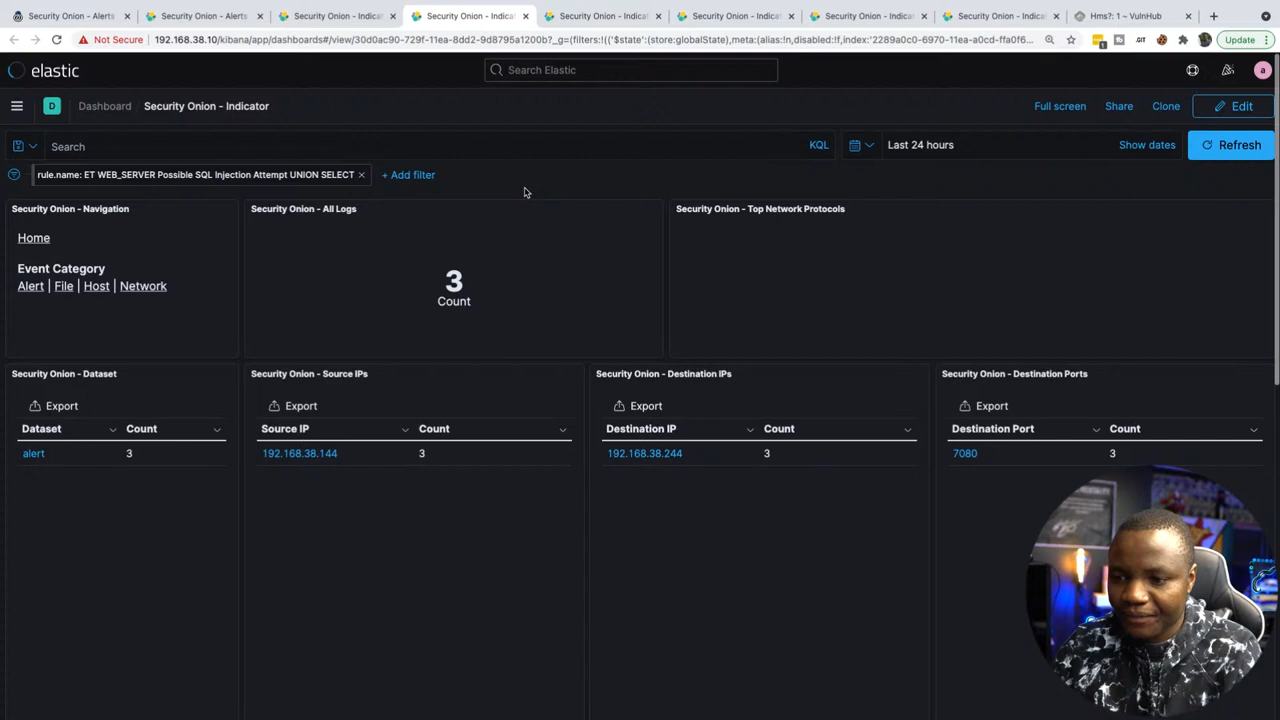 Security Onion - Alerts
Security Onion - Alerts
Security Onion - Indicat
Security Onion - Indicat
Security Onion - Indicat
Security Onion - Indicat
Security Onion - Indicat
Security Onion - Indicat
Hms?: 1 ~ VulnHub
Not Secure
192.168.38.10/kibana/app/dashboards#/view/30d0ac90-729f-11ea-8dd2-9d8795a1200b?_g=(filters:!(('$state':(store:globalState),meta:(alias:!n,disabled:!f,index:'2289a0c0-6970-11ea-a0cd-ffa0f6...
1
.GIT
Update
elastic
Search Elastic
a
D
Dashboard
Security Onion - Indicator
Full screen
Share
Clone
Edit
Search
KQL
Last 24 hours
Show dates
Refresh
rule.name: ET WEB_SERVER Possible SQL Injection Attempt UNION SELECT
+ Add filter
Security Onion - Navigation
Security Onion - All Logs
Security Onion - Top Network Protocols
Home
Event Category
Alert | File | Host | Network
3
Count
Security Onion - Dataset
Security Onion - Source IPs
Security Onion - Destination IPs
Security Onion - Destination Ports
Export
Export
Export
Export
Dataset
Count
Source IP
Count
Destination IP
Count
Destination Port
Count
alert
3
192.168.38.144
3
192.168.38.244
3
7080
3